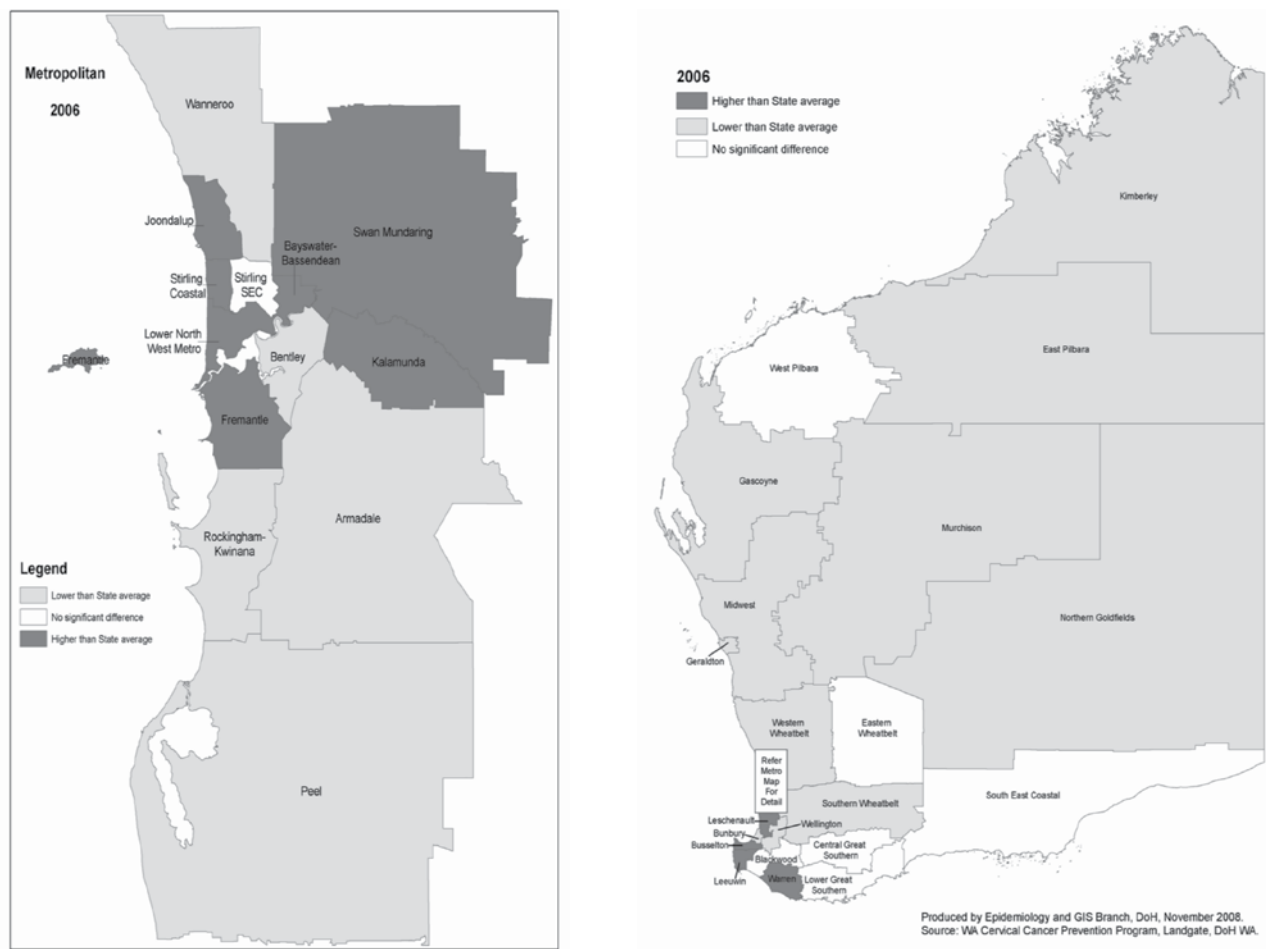 Metropolitan
2006
Wanneroo
Joondalup
Swan Mundaring
Bayswater-
Bassendean
Stirling
Coastal
Stirling
SEC
Lower North
West Metro
Fremantle
Bentley
Kalamunda
Fremantle
Armadale
Rockingham-
Kwinana
Legend
Lower than State average
No significant difference
Higher than State average
Peel
2006
Higher than State average
Lower than State average
No significant difference
Kimberley
East Pilbara
West Pilbara
Gascoyne
Murchison
Midwest
Northern Goldfields
Geraldton
Western
Wheatbelt
Eastern
Wheatbelt
Refer
Metro
Map
For
Detail
South East Coastal
Southern Wheatbelt
Leschenault
Wellington
Bunbury
Busselton
Central Great
Southern
Blackwood
Leeuwin
Warren
Lower Great
Southern
Produced by Epidemiology and GIS Branch, DoH, November 2008.
Source: WA Cervical Cancer Prevention Program, Landgate, DoH WA.